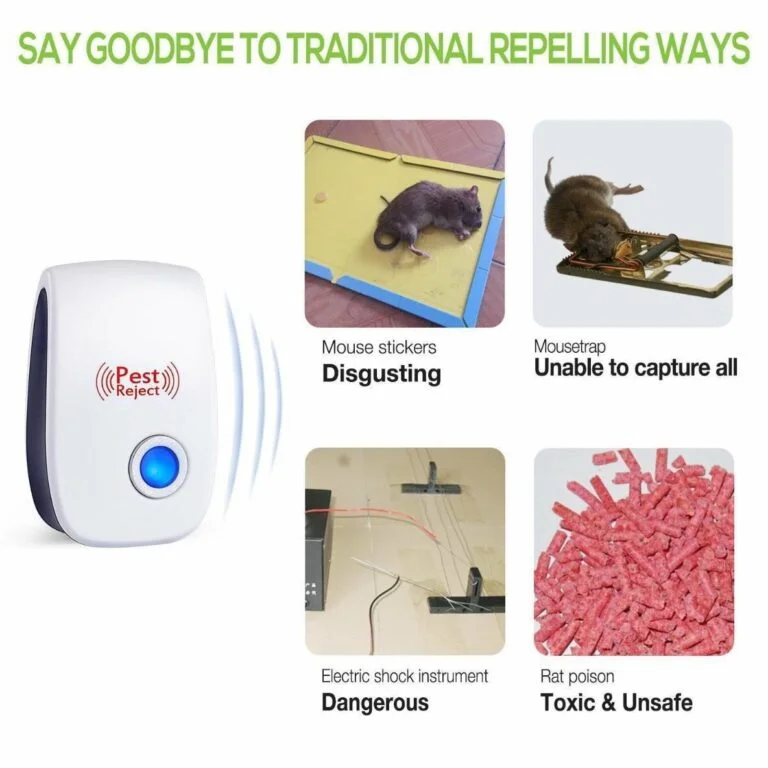 SAY GOODBYE TO TRADITIONAL REPELLING WAYS
Pest
Reject
Mouse stickers
Disgusting
Mousetrap
Unable to capture all
Electric shock instrument
Dangerous
Rat poison
Toxic & Unsafe